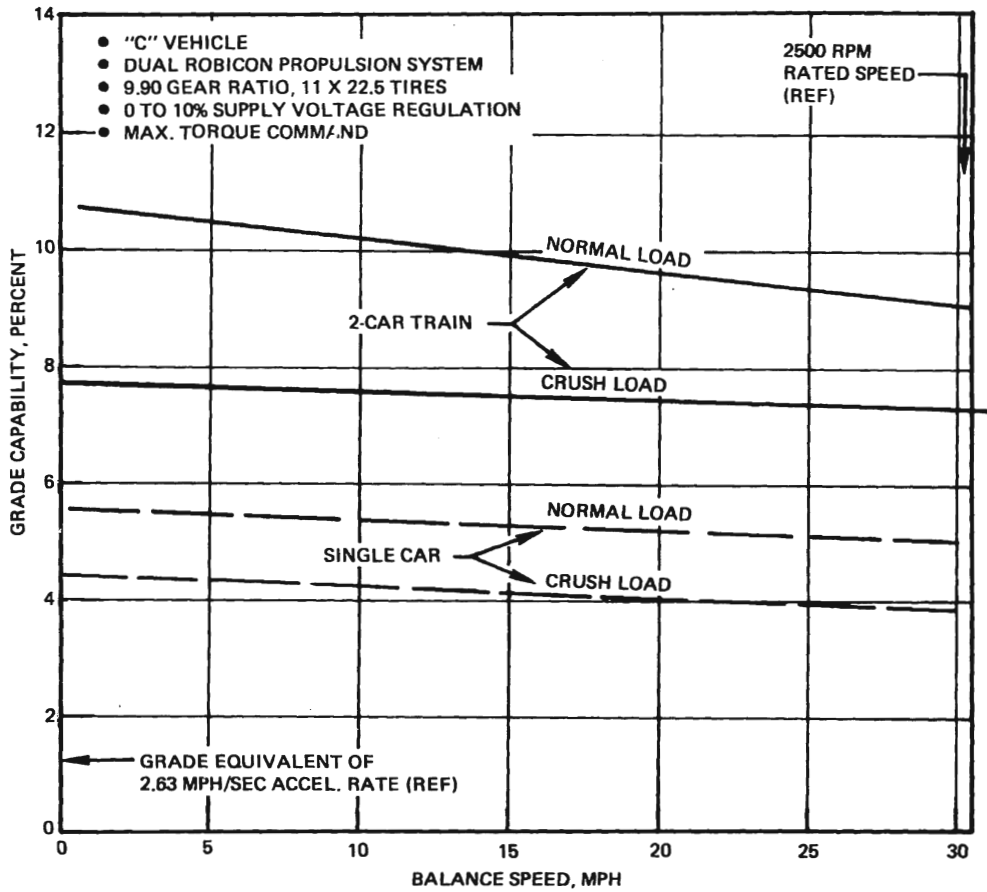 14
12
10
8
6
4
2
0
GRADE CAPABILITY, PERCENT
● "C" VEHICLE
● DUAL ROBICON PROPULSION SYSTEM
● 9.90 GEAR RATIO, 11 X 22.5 TIRES
● 0 TO 10% SUPPLY VOLTAGE REGULATION
● MAX. TORQUE COMMAND
2500 RPM
RATED SPEED
(REF)
NORMAL LOAD
2-CAR TRAIN
CRUSH LOAD
NORMAL LOAD
SINGLE CAR
CRUSH LOAD
GRADE EQUIVALENT OF
2.63 MPH/SEC ACCEL. RATE (REF)
0 5 10 15 20 25 30
BALANCE SPEED, MPH